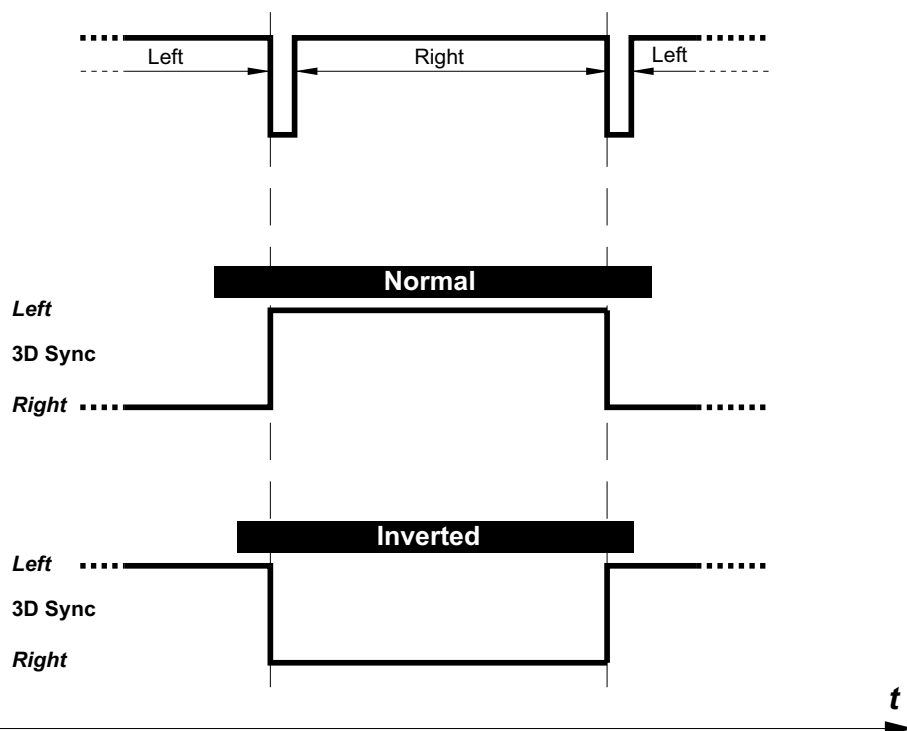 Left Right Left
Normal
Left
3D Sync
Right
Inverted
Left
3D Sync
Right
t